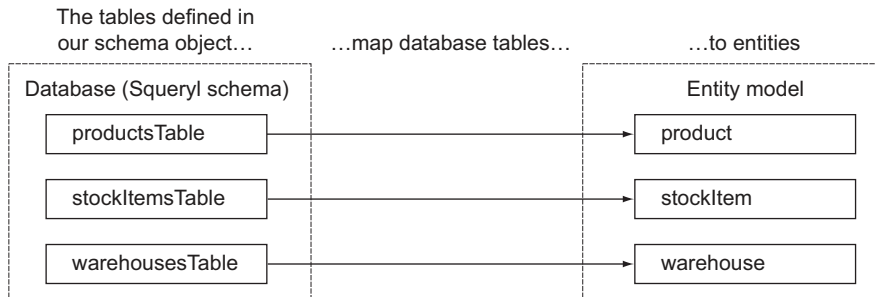 The tables defined in
our schema object…
…map database tables…
…to entities
Database (Squeryl schema)
Entity model
productsTable
product
stockItemsTable
stockItem
warehousesTable
warehouse